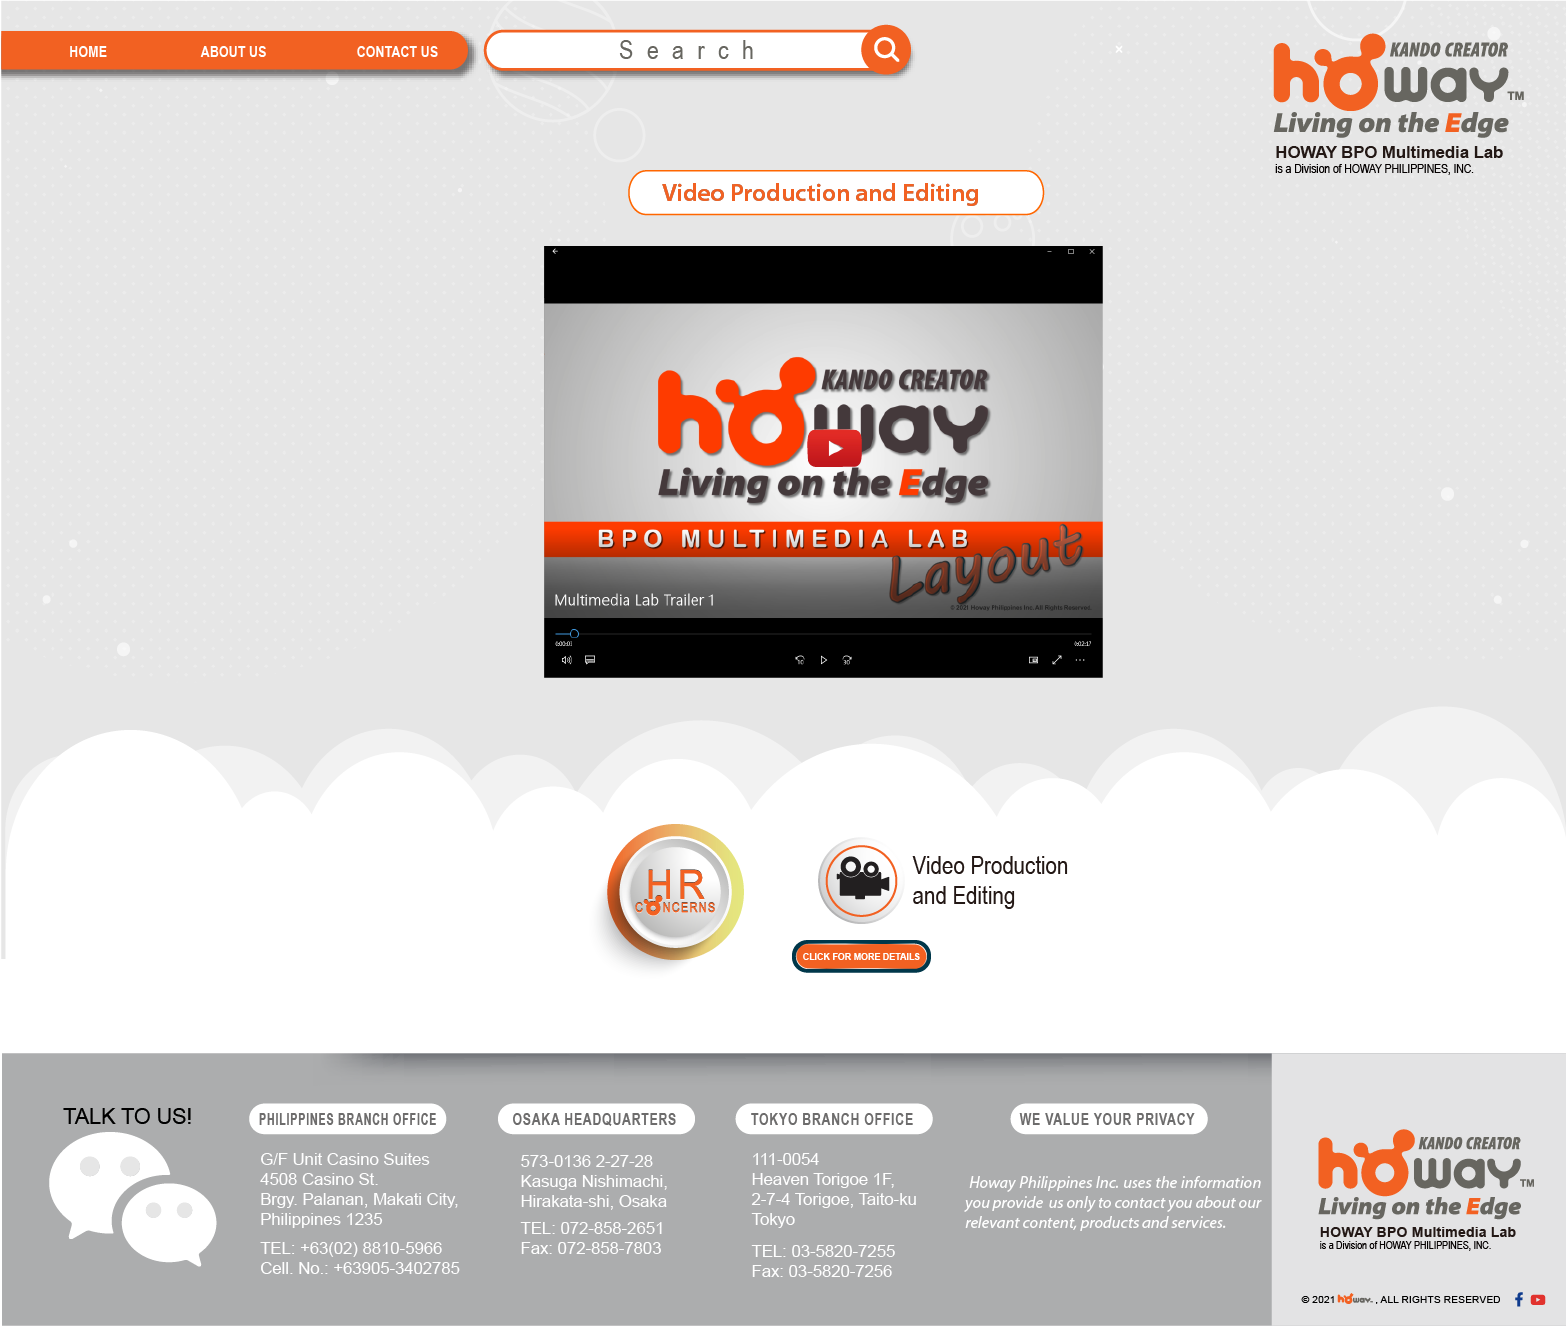 HOME
ABOUT US
CONTACT US
Search
KANDO CREATOR
howay TM
Living on the Edge
HOWAY BPO Multimedia Lab
is a Division of HOWAY PHILIPPINES, INC.
Video Production and Editing
KANDO CREATOR
howay
Living on the Edge
BPO MULTIMEDIA LAB
Layout
Multimedia Lab Trailer 1
© 2021 Howay Philippines Inc. All Rights Reserved.
0:00:03
0:02:17
10
30
HR
CONCERNS
Video Production
and Editing
CLICK FOR MORE DETAILS
TALK TO US!
PHILIPPINES BRANCH OFFICE
G/F Unit Casino Suites
4508 Casino St.
Brgy. Palanan, Makati City,
Philippines 1235
TEL: +63(02) 8810-5966
Cell. No.: +63905-3402785
OSAKA HEADQUARTERS
573-0136 2-27-28
Kasuga Nishimachi,
Hirakata-shi, Osaka
TEL: 072-858-2651
Fax: 072-858-7803
TOKYO BRANCH OFFICE
111-0054
Heaven Torigoe 1F,
2-7-4 Torigoe, Taito-ku
Tokyo
TEL: 03-5820-7255
Fax: 03-5820-7256
WE VALUE YOUR PRIVACY
Howay Philippines Inc. uses the information
you provide us only to contact you about our
relevant content, products and services.
KANDO CREATOR
howay TM
Living on the Edge
HOWAY BPO Multimedia Lab
is a Division of HOWAY PHILIPPINES, INC.
© 2021 howay. , ALL RIGHTS RESERVED